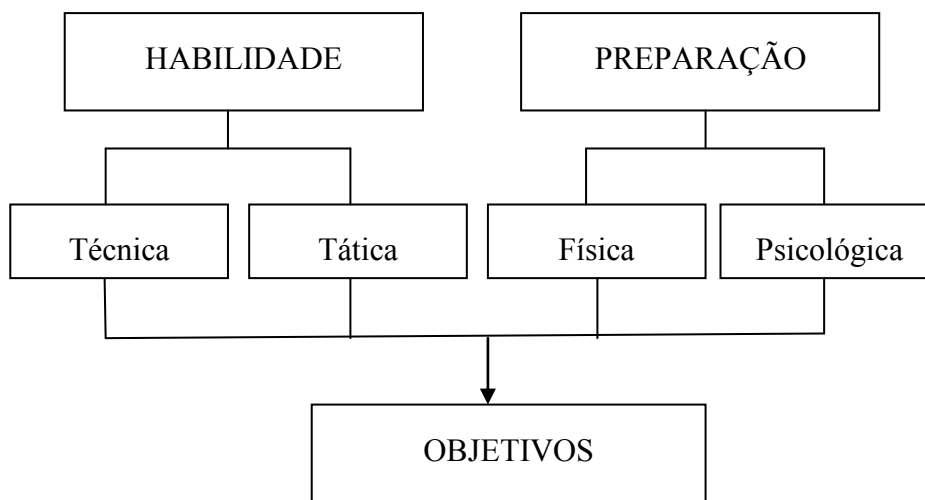 HABILIDADE
PREPARAÇÃO
Técnica
Tática
Física
Psicológica
OBJETIVOS